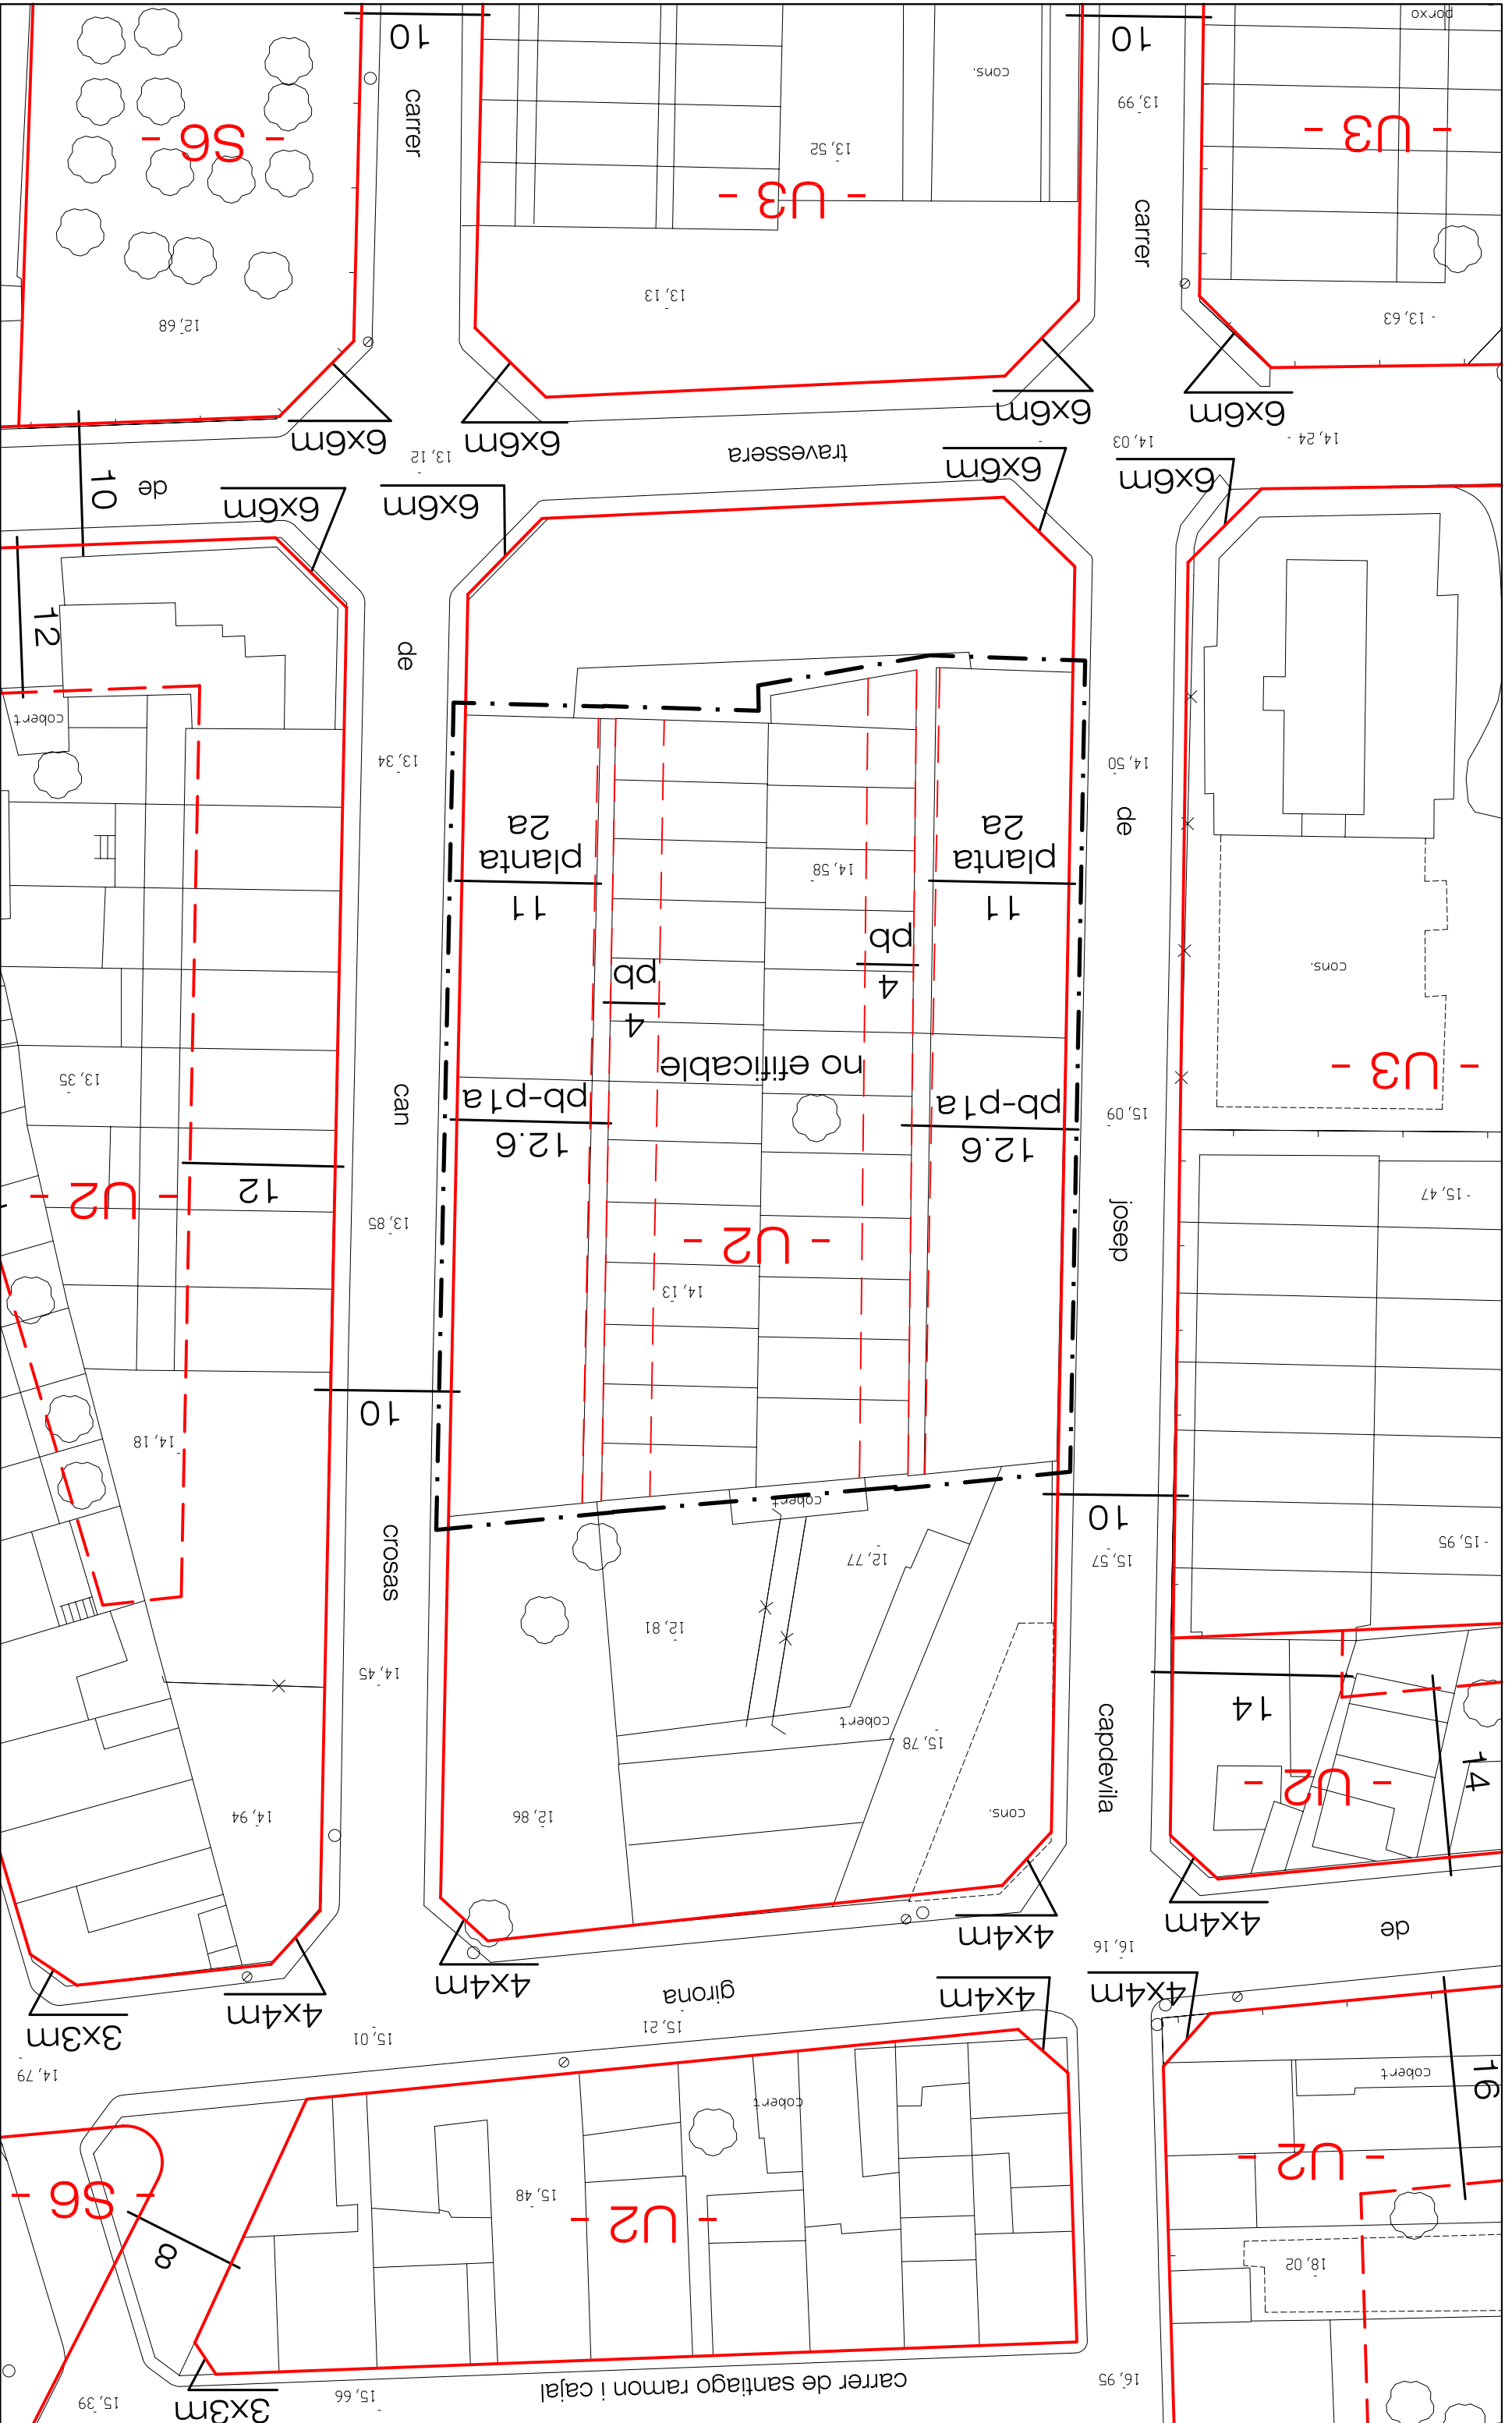 porxo
10
10
carrer
cons.
13,99
- S6 -
13,52
- U3 -
- U3 -
carrer
12,68
13,13
- 13,63
6x6m
6x6m
6x6m
6x6m
13,12
travessera
14,03
14,24 -
de
10
6x6m
6x6m
6x6m
6x6m
12
de
cobert
13,34
14,50
2a
planta
11
2a
planta
11
de
14,58
pb
4
pb
4
cons.
13,35
can
no efificable
- U3 -
pb-p1a
12.6
pb-p1a
12.6
15,09
- U2 -
12
13,85
josep
- 15,47
- U2 -
14,13
10
14,18
cobert
10
crosas
12,77
15,57
- 15,95
12,81
14,45
14
cobert
15,78
capdevila
14
- U2 -
14,94
12,86
cons.
4x4m
4x4m
de
16,16
4x4m
4x4m
3x3m
girona
4x4m
4x4m
15,01
15,21
14,79
cobert
16
cobert
- U2 -
- S6 -
15,48
- U2 -
8
18,02
carrer de santiago ramon i cajal
16,95
15,39
3x3m
15,66